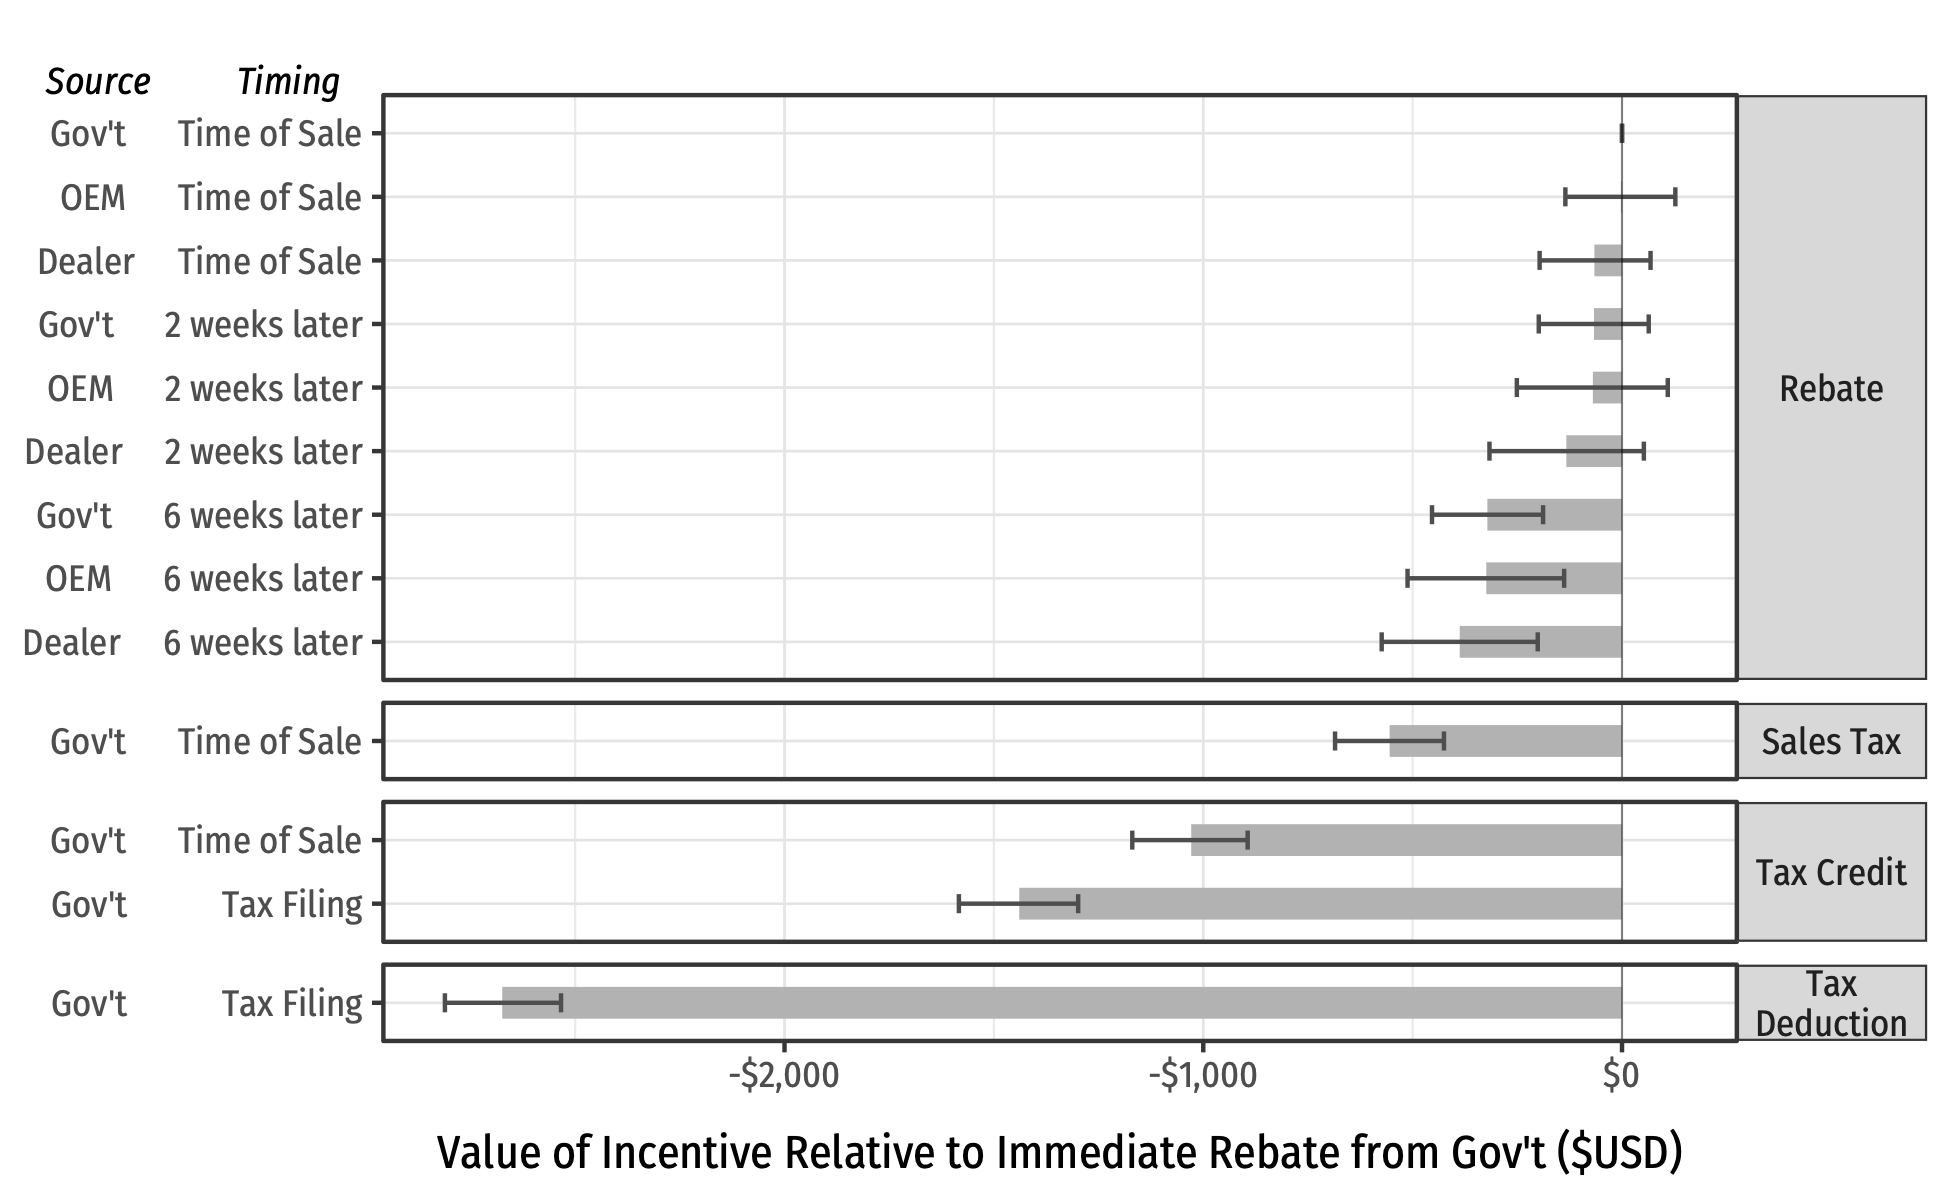 Source Timing
Gov't Time of Sale
OEM Time of Sale
Dealer Time of Sale
Gov't 2 weeks later
OEM 2 weeks later
Dealer 2 weeks later
Gov't 6 weeks later
OEM 6 weeks later
Dealer 6 weeks later
Rebate
Gov't Time of Sale
Sales Tax
Gov't Time of Sale
Gov't Tax Filing
Tax Credit
Gov't Tax Filing
Tax
Deduction
-$2,000 -$1,000 $0
Value of Incentive Relative to Immediate Rebate from Gov't ($USD)